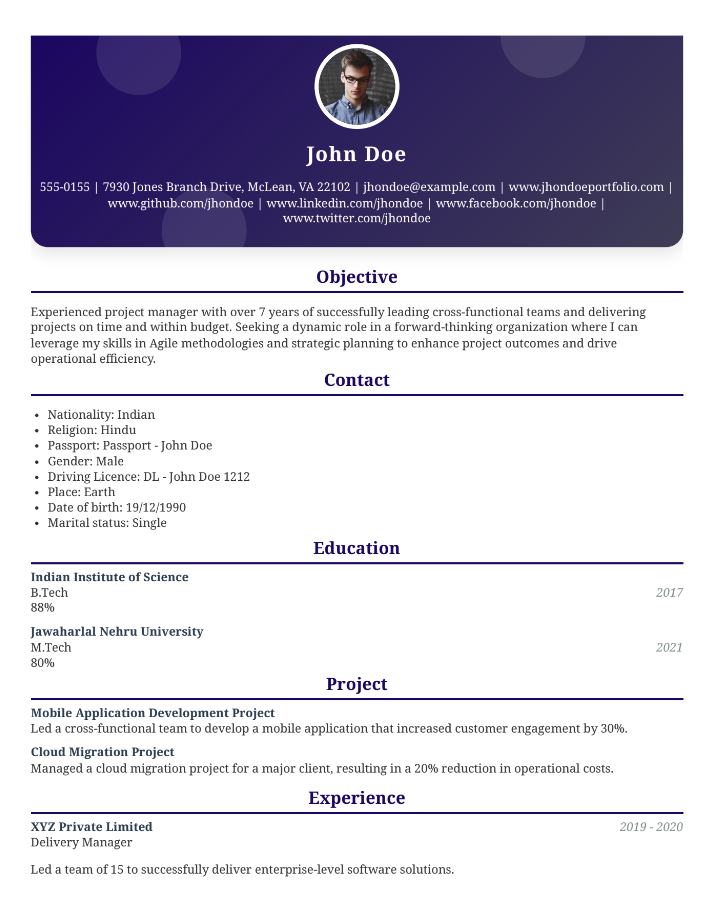 John Doe
555-0155 | 7930 Jones Branch Drive, McLean, VA 22102 | jhondoe@example.com | www.jhondoeportfolio.com |
www.github.com/jhondoe | www.linkedin.com/jhondoe | www.facebook.com/jhondoe |
www.twitter.com/jhondoe
Objective
Experienced project manager with over 7 years of successfully leading cross-functional teams and delivering
projects on time and within budget. Seeking a dynamic role in a forward-thinking organization where I can
leverage my skills in Agile methodologies and strategic planning to enhance project outcomes and drive
operational efficiency.
Contact
• Nationality: Indian
• Religion: Hindu
• Passport: Passport - John Doe
• Gender: Male
• Driving Licence: DL - John Doe 1212
• Place: Earth
• Date of birth: 19/12/1990
• Marital status: Single
Education
Indian Institute of Science
B.Tech 2017
88%
Jawaharlal Nehru University
M.Tech 2021
80%
Project
Mobile Application Development Project
Led a cross-functional team to develop a mobile application that increased customer engagement by 30%.
Cloud Migration Project
Managed a cloud migration project for a major client, resulting in a 20% reduction in operational costs.
Experience
XYZ Private Limited 2019 - 2020
Delivery Manager
Led a team of 15 to successfully deliver enterprise-level software solutions.